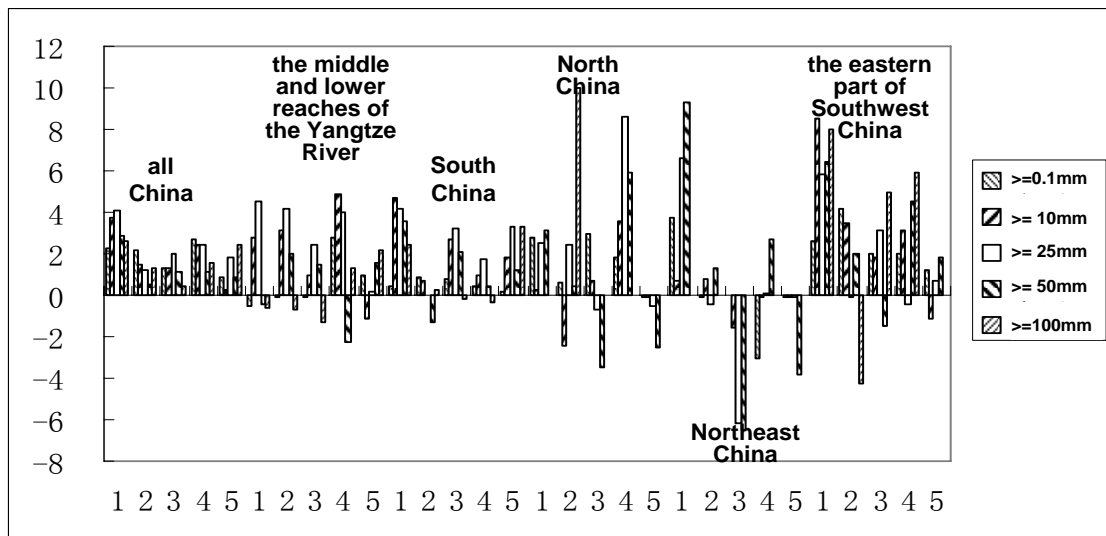 12
10
8
6
4
2
0
-2
-4
-6
-8
all
China
the middle
and lower
reaches of
the Yangtze
River
South
China
North
China
Northeast
China
the eastern
part of
Southwest
China
1 2 3 4 5 1 2 3 4 5 1 2 3 4 5 1 2 3 4 5 1 2 3 4 5 1 2 3 4 5
>=0.1mm
>= 10mm
>= 25mm
>= 50mm
>=100mm